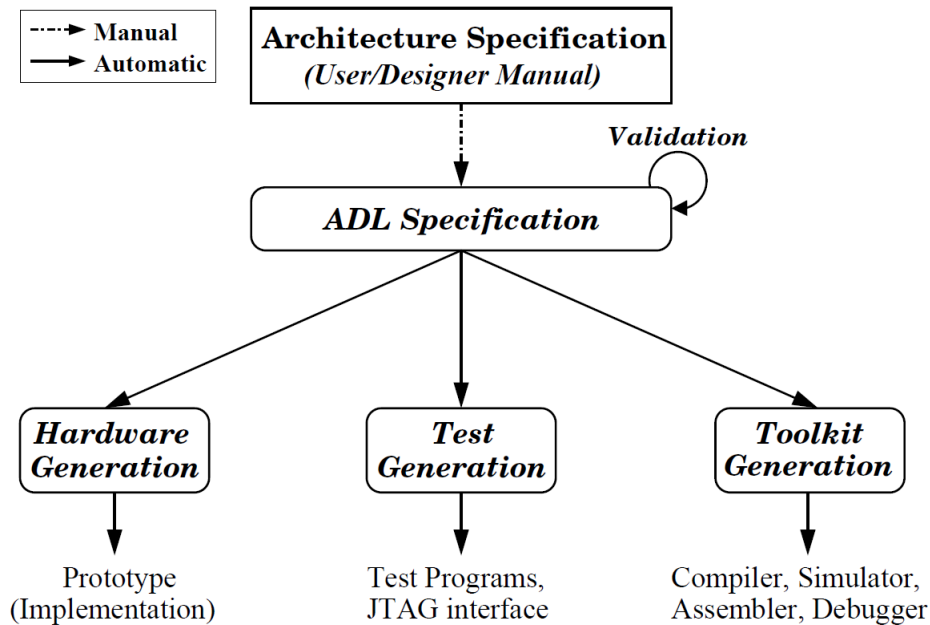 Manual
Automatic
Architecture Specification
(User/Designer Manual)
Validation
ADL Specification
Hardware
Generation
Test
Generation
Toolkit
Generation
Prototype
(Implementation)
Test Programs,
JTAG interface
Compiler, Simulator,
Assembler, Debugger